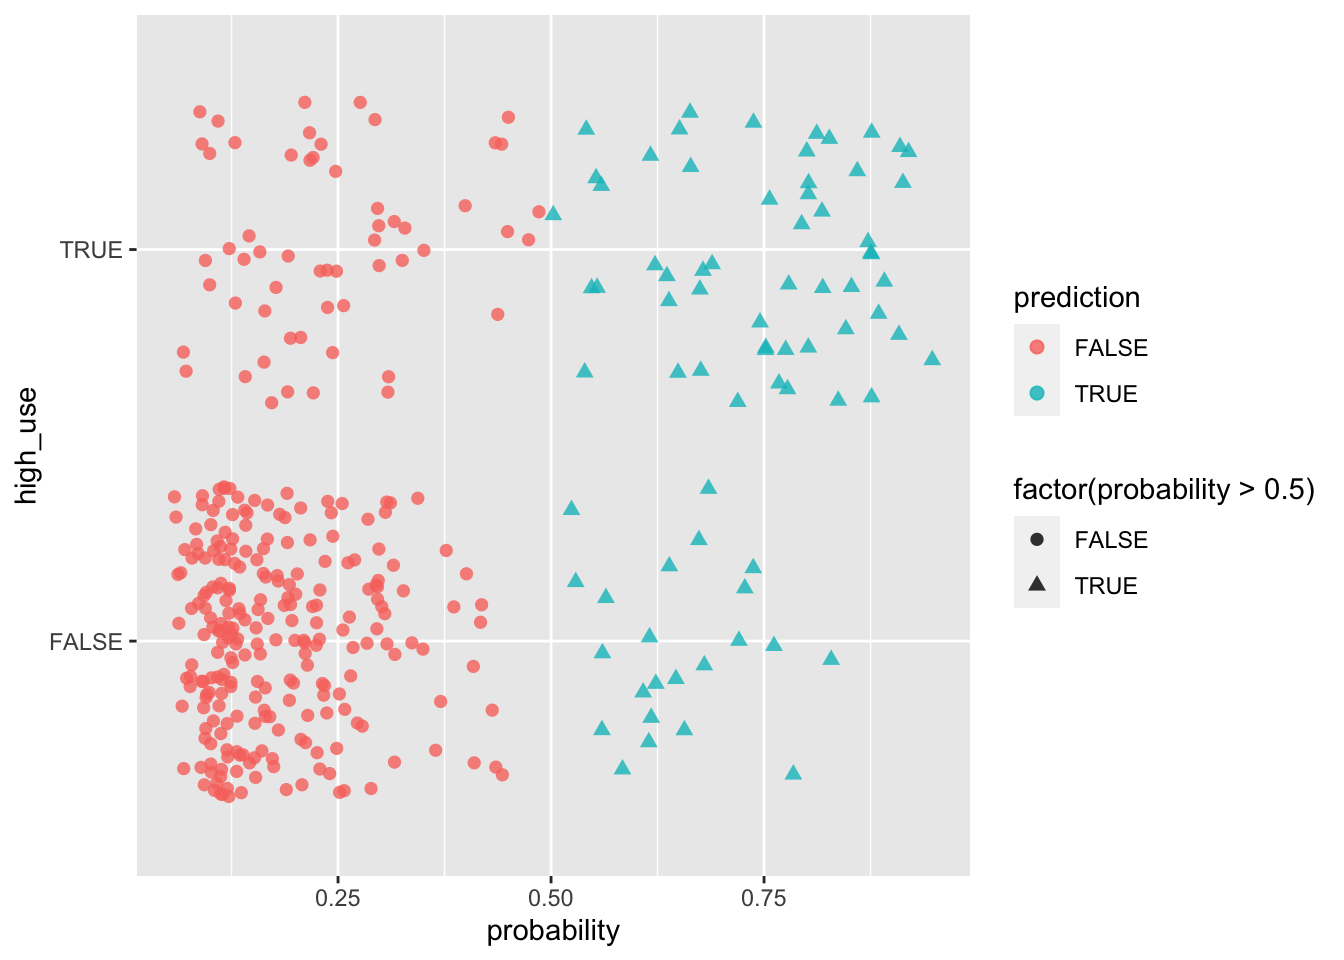 high_use
TRUE
FALSE
0.25
0.50
0.75
probability
prediction
FALSE
TRUE
factor(probability > 0.5)
FALSE
TRUE